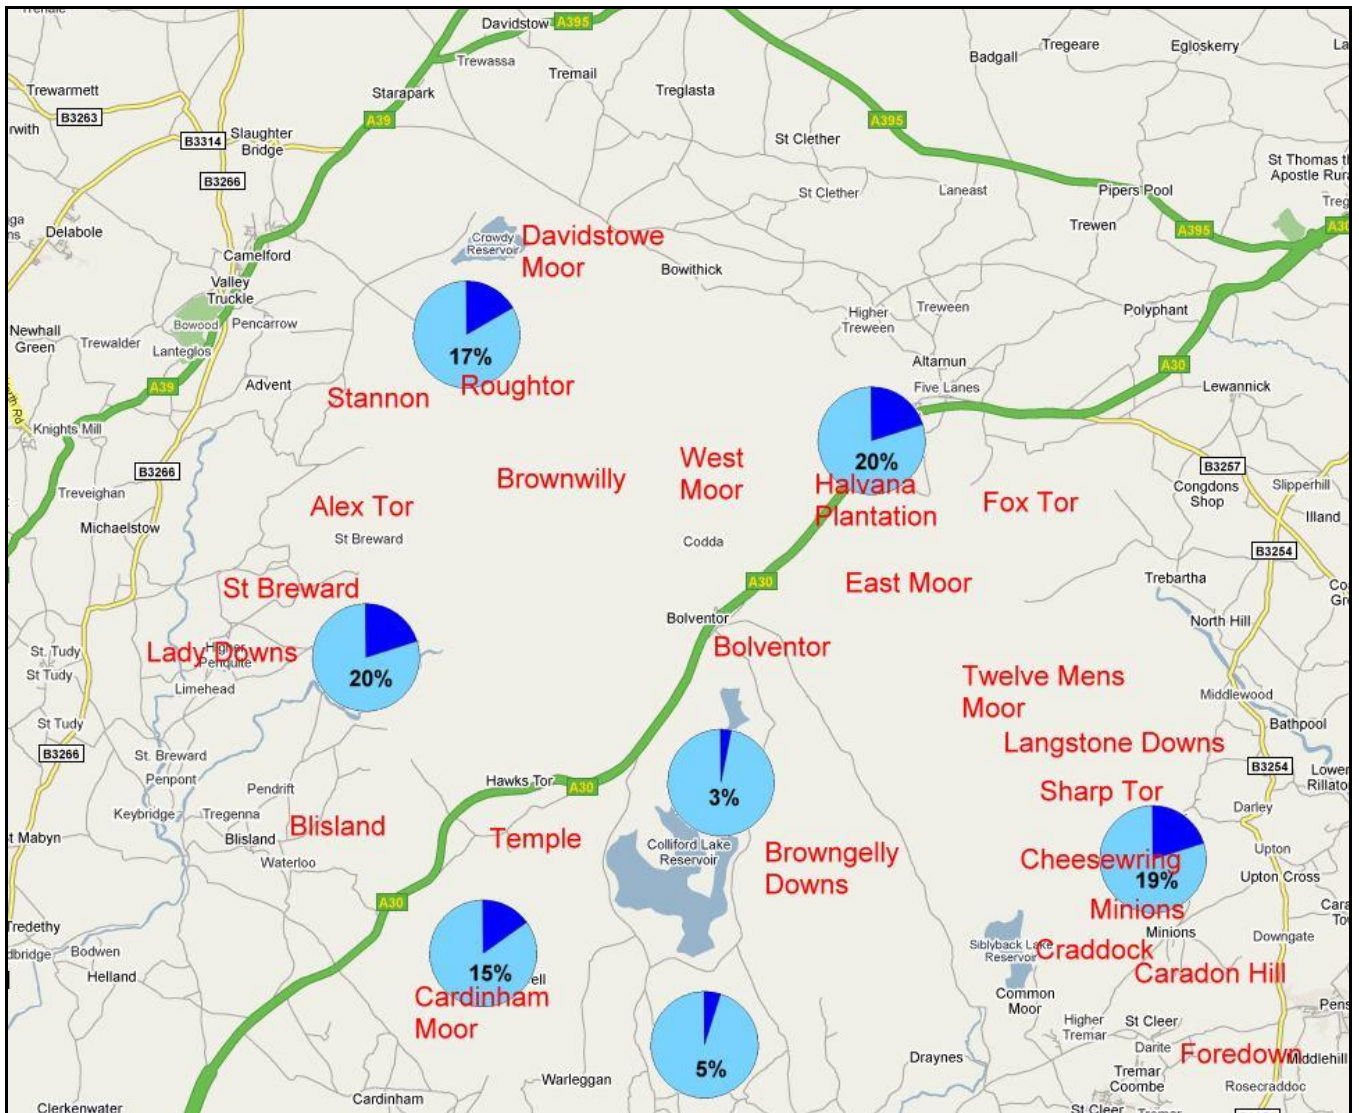 Davidstow
A395
Tregeare
Egloskerry
Badgall
Trewassa
Tremail
Treglasta
Starapark
Trewarmett
B3263
A39
A395
B3314
Slaughter
Bridge
St Clether
St Thomas
Apostle
B3266
St Clether
Laneast
Pipers Pool
Trewen
A395
A30
Delabole
Crowdy
Reservoir
Davidstowe
Moor
Camelford
Bowithick
Valley
Truckle
Higher
Treween
Treween
Polyphant
Newhall
Green
Bowood
Pencarrow
Trewalder
Lanteglos
17%
Altarnun
A30
A39
Advent
Stannon
Roughtor
Five Lanes
Lewannick
Knights Mill
B3266
West
Moor
20%
B3257
Brownwilly
Halvana
Plantation
Fox Tor
Congdons
Shop
Slipperhill
Treveighan
Alex Tor
Illand
Michaelstow
St Breward
Codda
B3254
St Breward
A30
East Moor
Trebartha
Bolventor
North Hill
St. Tudy
St Tudy
Lady Downs
Higher
Penquite
Bolventor
Limehead
20%
Twelve Mens
Moor
Middlewood
St Tudy
Bathpool
B3266
St. Breward
Langstone Downs
B3254
Lower
Penpont
Pendrift
Hawks Tor
A30
3%
Sharp Tor
Keybridge
Tregenna
Darley
Blisland
Blisland
Temple
Colliford Lake
Reservoir
Browngelly
Downs
Cheesewring
Upton
Waterloo
19%
Upton Cross
A30
Minions
Minions
Bodwen
Siblyback Lake
Reservoir
Craddock
Downgate
Helland
15%
Caradon Hill
Cardinham
Moor
Common
Moor
Higher
Tremar
St Cleer
Darite
Foredown
Middlehill
5%
Draynes
Tremar
Coombe
Warleggan
Rosecraddoc
Cardinham
Clerkenwater
St Cleer